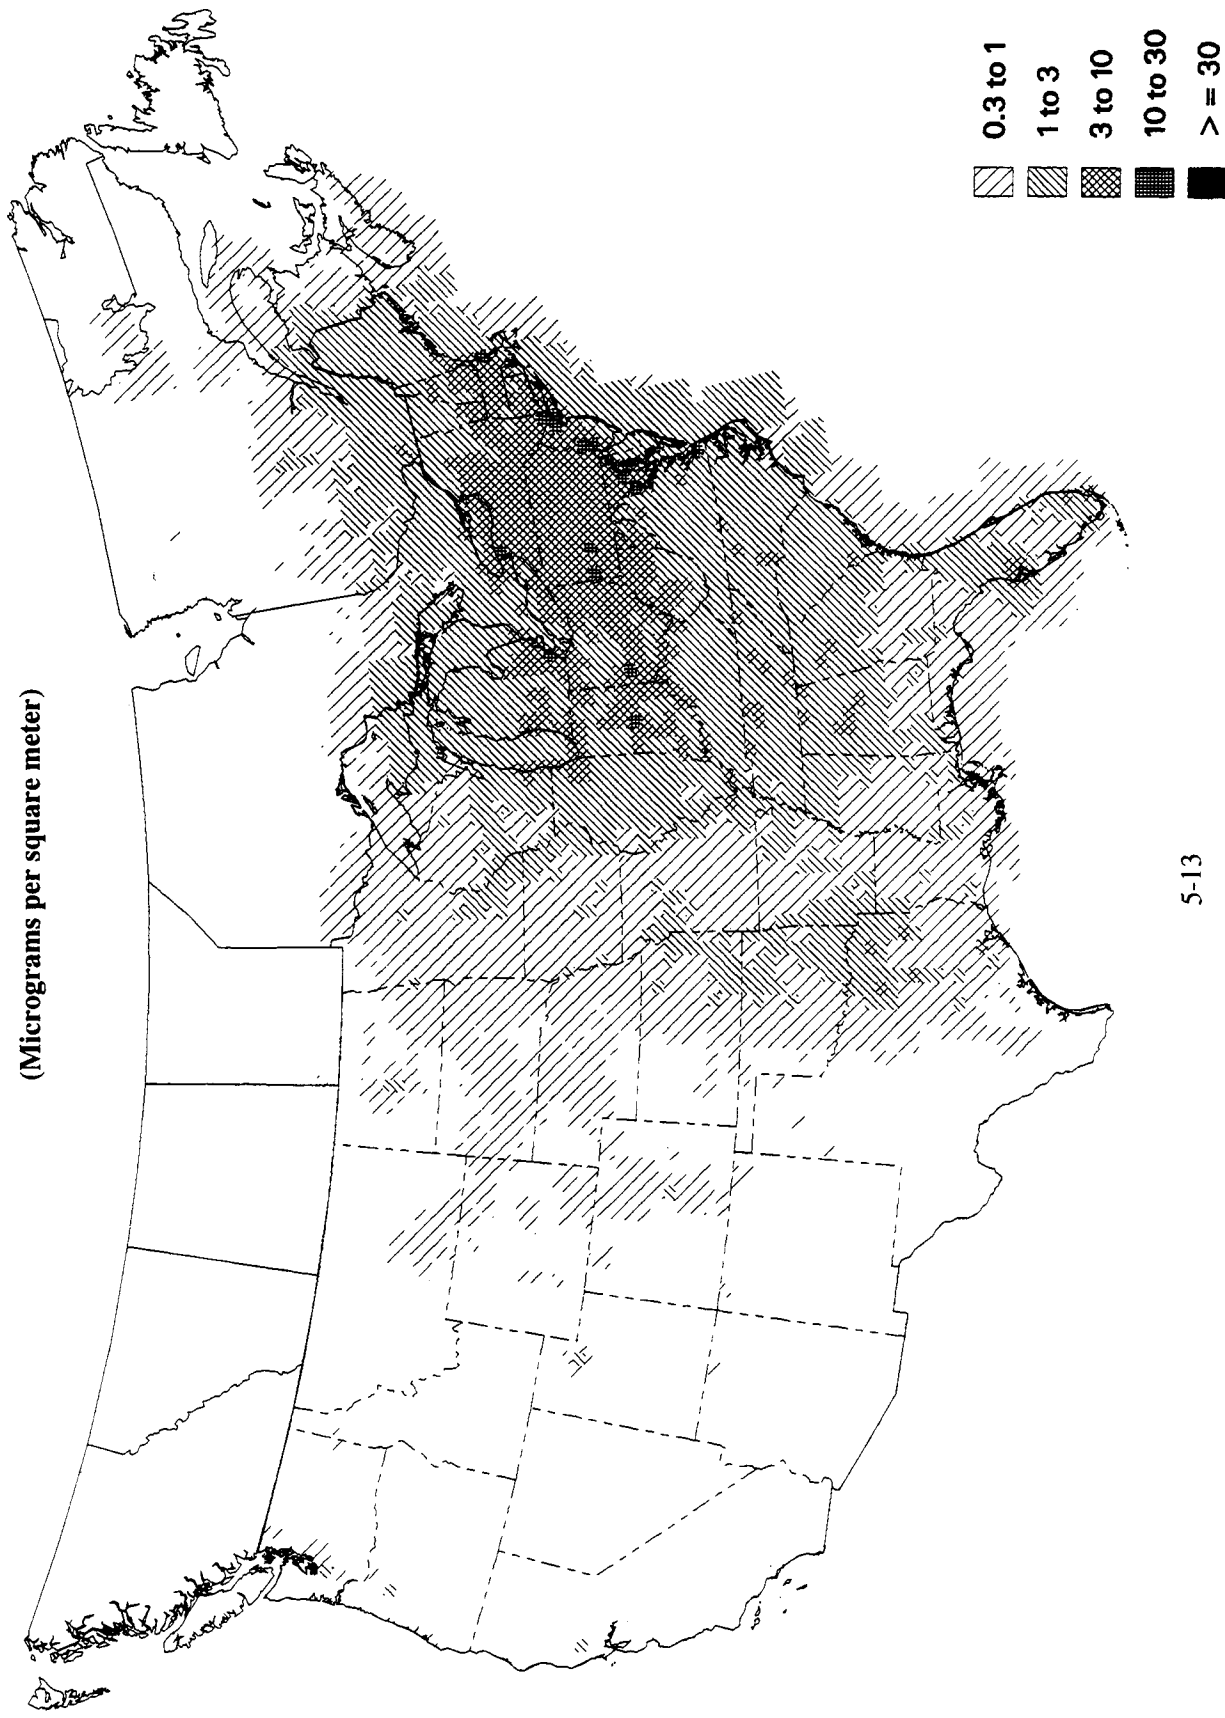 (Micrograms per square meter)
0.3 to 1
1 to 3
3 to 10
10 to 30
> = 30
5-13